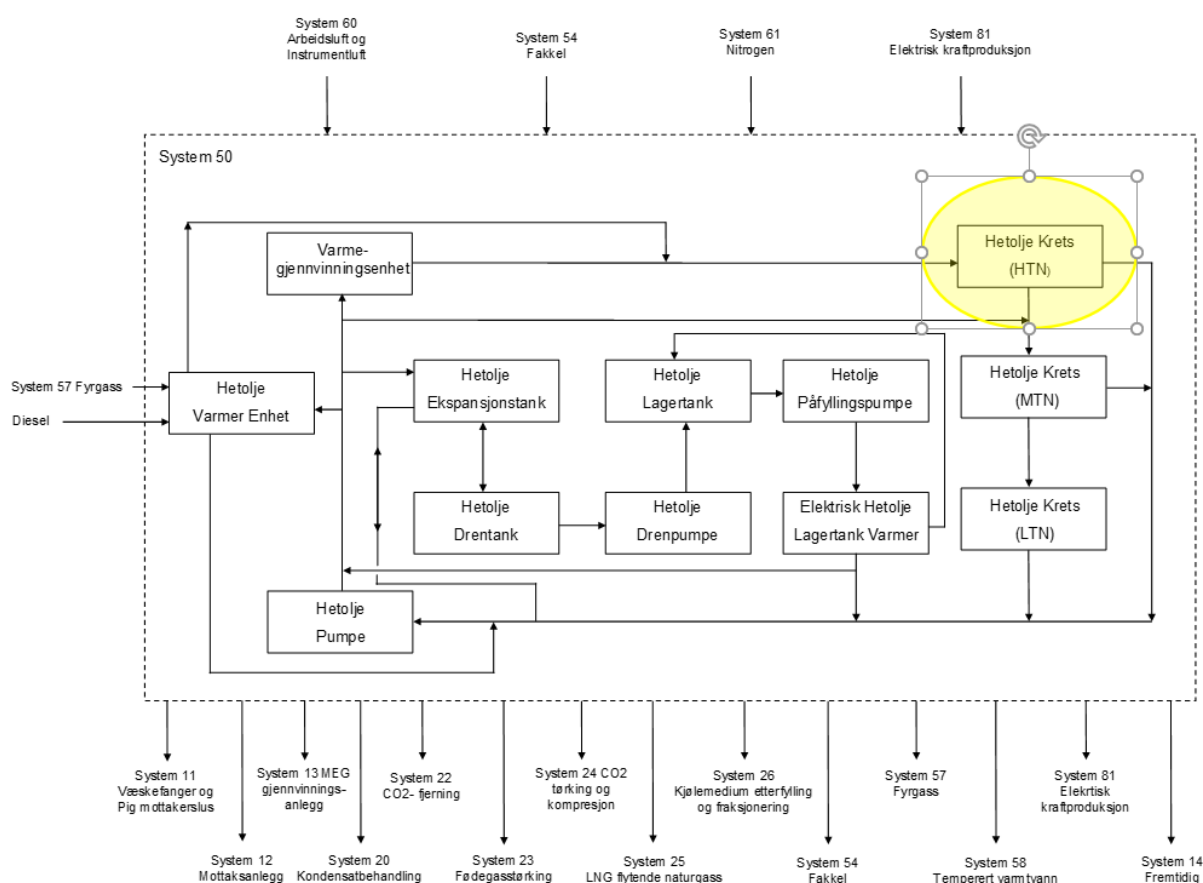 System 60
Arbeidsluft og
Instrumentluft
System 54
Fakkel
System 61
Nitrogen
System 81
Elektrisk kraftproduksjon
System 50
Varme-
gjennvinningsenhet
Hetolje Krets
(HTN)
System 57 Fyrgass
Diesel
Hetolje
Varmer Enhet
Hetolje
Ekspansjonstank
Hetolje
Lagertank
Hetolje
Påfyllingspumpe
Hetolje Krets
(MTN)
Hetolje
Drentank
Hetolje
Drenpumpe
Elektrisk Hetolje
Lagertank Varmer
Hetolje Krets
(LTN)
Hetolje
Pumpe
System 11
Væskefanger og
Pig mottakerslus
System 13 MEG
gjennvinnings-
anlegg
System 22
CO2- fjerning
System 24 CO2
tørking og
kompresjon
System 26
Kjølemedium etterfylling
og fraksjonering
System 57
Fyrgass
System 81
Elekrtisk
kraftproduksjon
System 12
Mottaksanlegg
System 20
Kondensatbehandling
System 23
Fødegasstørking
System 25
LNG flytende naturgass
System 54
Fakkel
System 58
Temperert varmtvann
System 14
Fremtidig